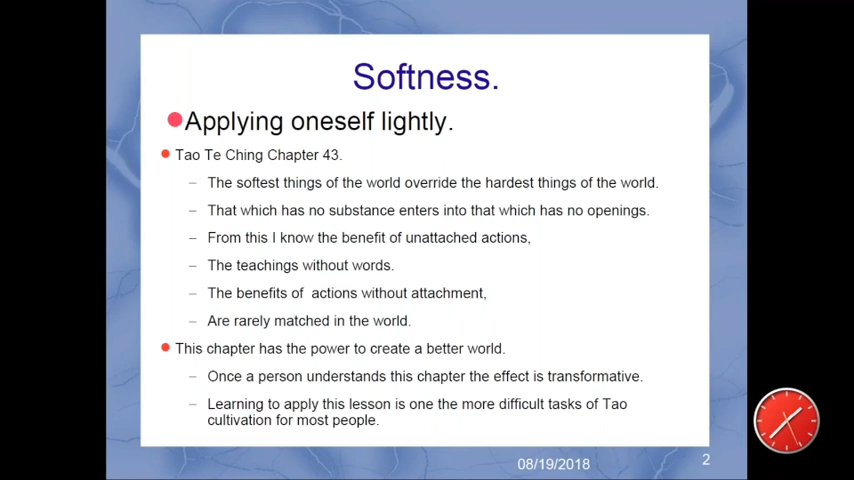 Softness.
Applying oneself lightly.
Tao Te Ching Chapter 43.
– The softest things of the world override the hardest things of the world.
– That which has no substance enters into that which has no openings.
– From this I know the benefit of unattached actions,
– The teachings without words.
– The benefits of  actions without attachment,
– Are rarely matched in the world.
This chapter has the power to create a better world.
– Once a person understands this chapter the effect is transformative.
– Learning to apply this lesson is one the more difficult tasks of Tao
cultivation for most people.
08/19/2018
2